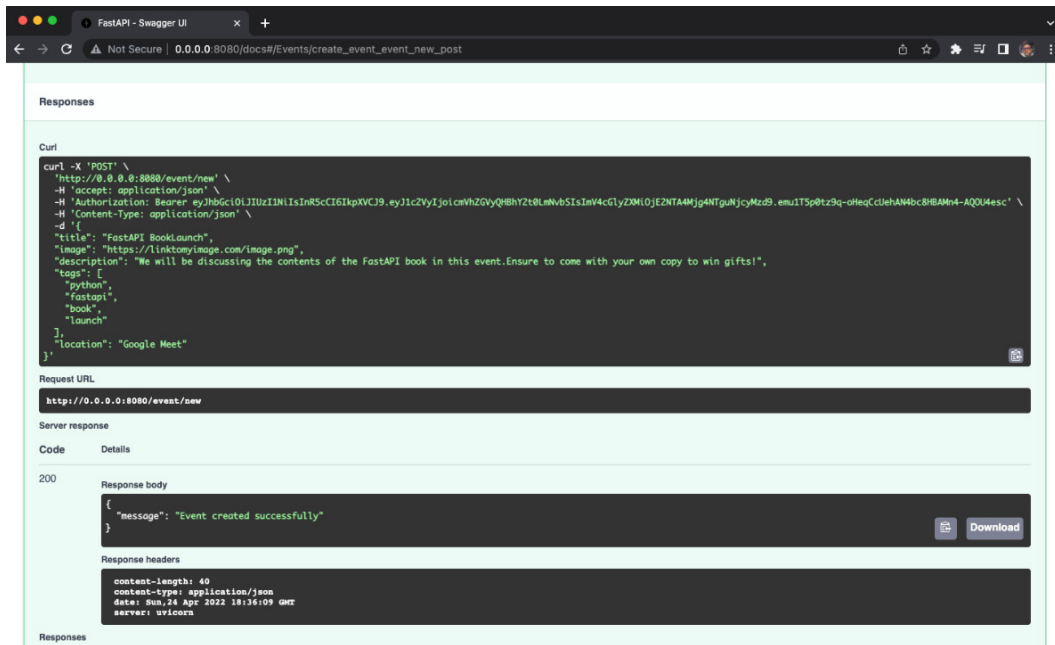 FastAPI - Swagger UI
Not Secure | 0.0.0.0:8080/docs#/Events/create_event_event_new_post
Responses
Curl
curl -X 'POST' \
'http://0.0.0.0:8080/event/new' \
-H 'accept: application/json' \
-H 'Authorization: Bearer eyJhbGciOiJIUzI1NiIsInR5cCI6IkpXVCJ9.eyJ1c2VyIjoicmVhZGVyQHBhY2t0LmNvbSIsImV4cGlyZXMiOjE2NTA4Mjg4NTguNjcyMzd9.emu1T5p0tz9q-oHeqCcUehAN4bc8HBAMn4-AQOU4esc' \
-H 'Content-Type: application/json' \
-d '{
"title": "FastAPI BookLaunch",
"image": "https://linktomyimage.com/image.png",
"description": "We will be discussing the contents of the FastAPI book in this event.Ensure to come with your own copy to win gifts!",
"tags": [
"python",
"fastapi",
"book",
"launch"
],
"location": "Google Meet"
}'
Request URL
http://0.0.0.0:8080/event/new
Server response
Code Details
200
Response body
{
"message": "Event created successfully"
}
Download
Response headers
content-length: 40
content-type: application/json
date: Sun,24 Apr 2022 18:36:09 GMT
server: uvicorn
Responses